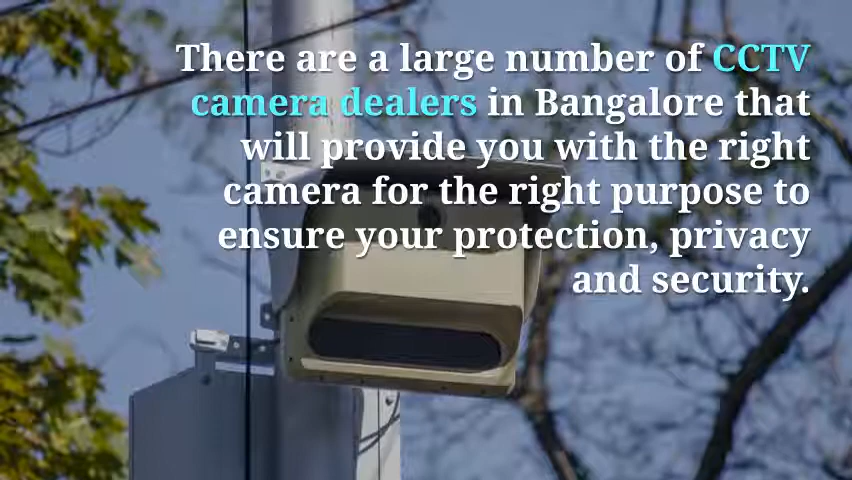 There are a large number of CCTV
camera dealers in Bangalore that
will provide you with the right
camera for the right purpose to
ensure your protection, privacy
and security.